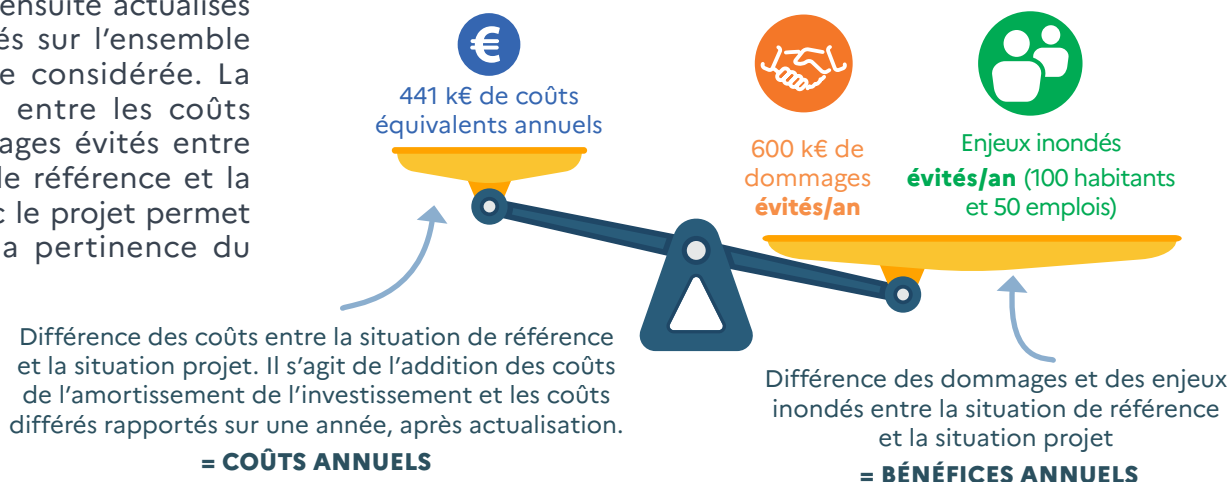 ensuite actualisés
sur l'ensemble
considérée. La
entre les coûts
évités entre
de référence et la
le projet permet
la pertinence du
€
441 k€ de coûts
équivalents annuels
600 k€ de
dommages
évités/an
Enjeux inondés
évités/an (100 habitants
et 50 emplois)
Différence des coûts entre la situation de référence
et la situation projet. Il s'agit de l'addition des coûts
de l'amortissement de l'investissement et les coûts
différés rapportés sur une année, après actualisation.
= COÛTS ANNUELS
Différence des dommages et des enjeux
inondés entre la situation de référence
et la situation projet
= BÉNÉFICES ANNUELS